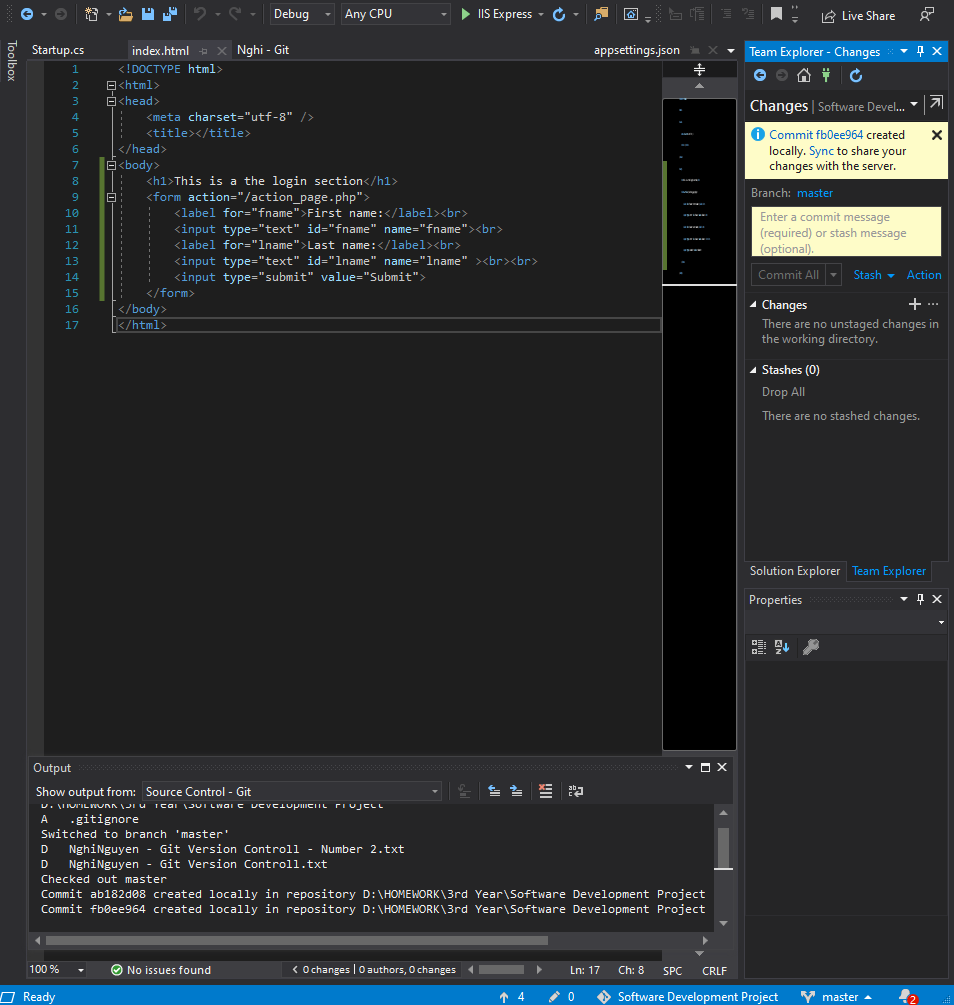 Debug Any CPU IIS Express Live Share
Toolbox
Startup.cs index.html Nghi - Git appsettings.json
1 <!DOCTYPE html>
2 <html>
3 <head>
4 <meta charset="utf-8" />
5 <title></title>
6 </head>
7 <body>
8 <h1>This is a the login section</h1>
9 <form action="/action_page.php">
10 <label for="fname">First name:</label><br>
11 <input type="text" id="fname" name="fname"><br>
12 <label for="lname">Last name:</label><br>
13 <input type="text" id="lname" name="lname" ><br><br>
14 <input type="submit" value="Submit">
15 </form>
16 </body>
17 </html>
Team Explorer - Changes
Changes | Software Devel...
Commit fb0ee964 created
locally. Sync to share your
changes with the server.
Branch: master
Enter a commit message
(required) or stash message
(optional).
Commit All Stash Action
Changes
There are no unstaged changes in
the working directory.
Stashes (0)
Drop All
There are no stashed changes.
Solution Explorer Team Explorer
Properties
Output
Show output from: Source Control - Git
D:\HOMEWORK\3rd Year\Software Development Project
A .gitignore
Switched to branch 'master'
D NghiNguyen - Git Version Controll - Number 2.txt
D NghiNguyen - Git Version Controll.txt
Checked out master
Commit ab182d08 created locally in repository D:\HOMEWORK\3rd Year\Software Development Project
Commit fb0ee964 created locally in repository D:\HOMEWORK\3rd Year\Software Development Project
100 % No issues found < 0 changes | 0 authors, 0 changes Ln: 17 Ch: 8 SPC CRLF
Ready 4 0 Software Development Project master 2